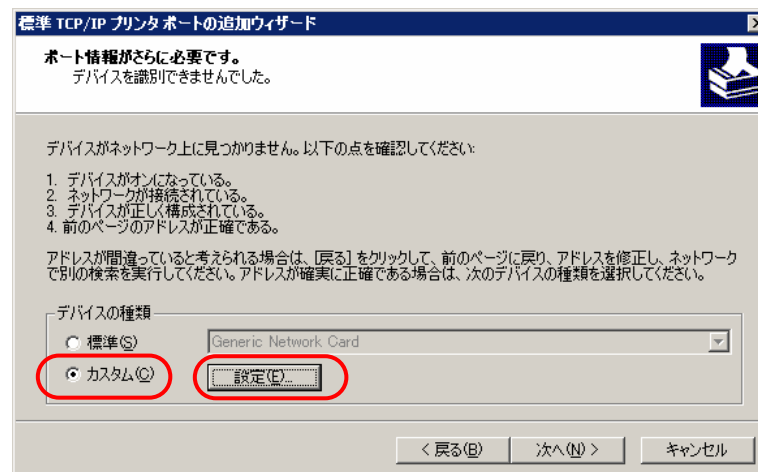 標準 TCP/IP プリンタ ポートの追加ウィザード
ポート情報がさらに必要です。
デバイスを識別できませんでした。
デバイスがネットワーク上に見つかりません。以下の点を確認してください:
1. デバイスがオンになっている。
2. ネットワークが接続されている。
3. デバイスが正しく構成されている。
4. 前のページのアドレスが正確である。
アドレスが間違っていると考えられる場合は、[戻る] をクリックして、前のページに戻り、アドレスを修正し、ネットワーク
で別の検索を実行してください。アドレスが確実に正確である場合は、次のデバイスの種類を選択してください。
デバイスの種類
標準(S)
Generic Network Card
カスタム(C)
設定(E)...
< 戻る(B)
次へ(N) >
キャンセル